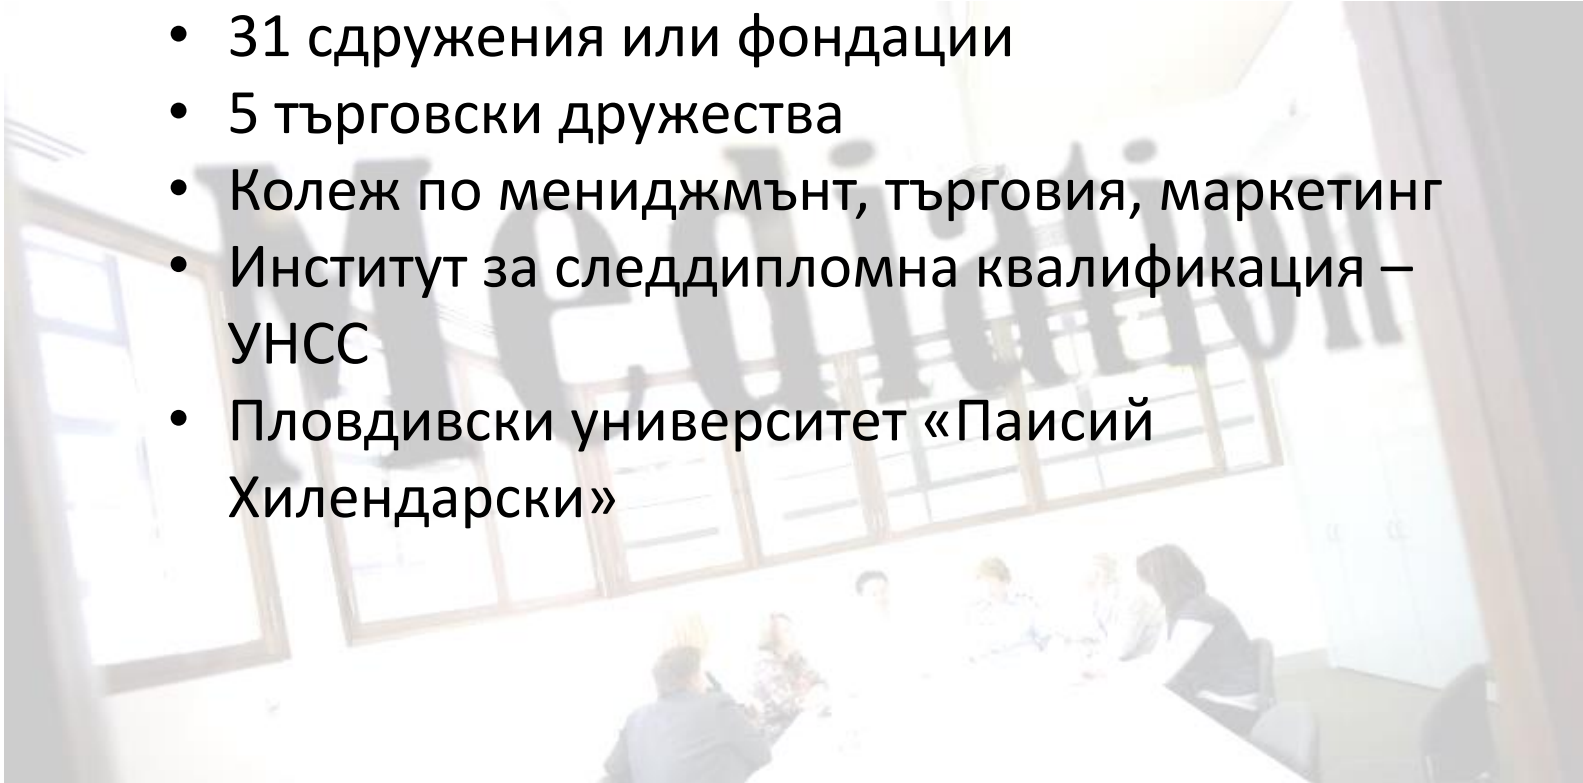 • 31 сдружения или фондации
• 5 търговски дружества
• Колеж по мениджмънт, търговия, маркетинг
• Институт за следдипломна квалификация –
УНСС
• Пловдивски университет «Паисий
Хилендарски»
Mediation